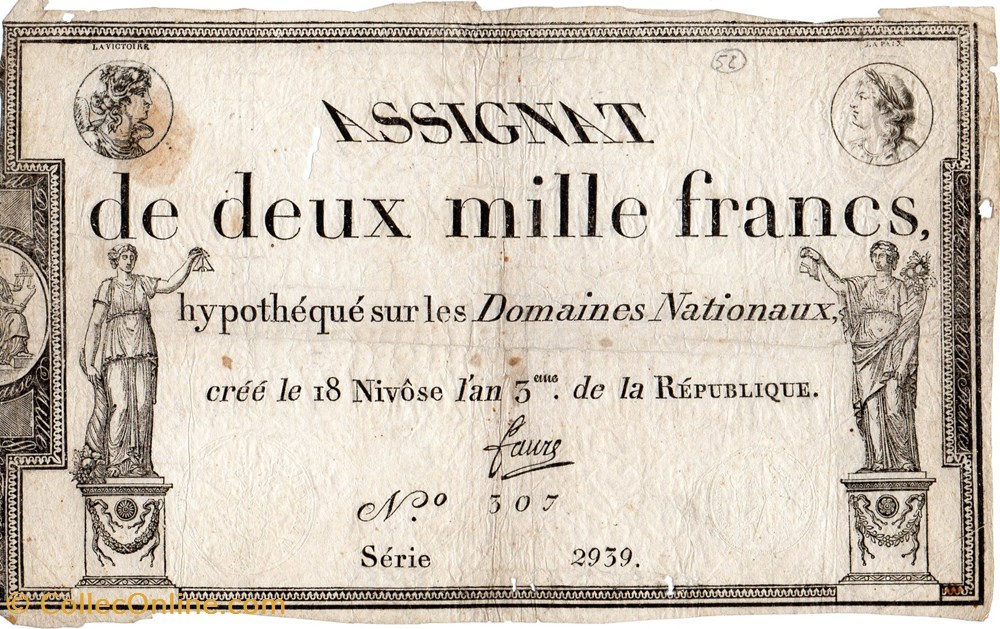 LA VICTOIRE
LA PAIX
52
ASSIGNAT
de deux mille francs,
hypothéqué sur les Domaines Nationaux,
créé le 18 Nivôse l'an 3eme. de la RÉPUBLIQUE.
Faure
N.º 307
Série 2939.
© CollecOnline.com